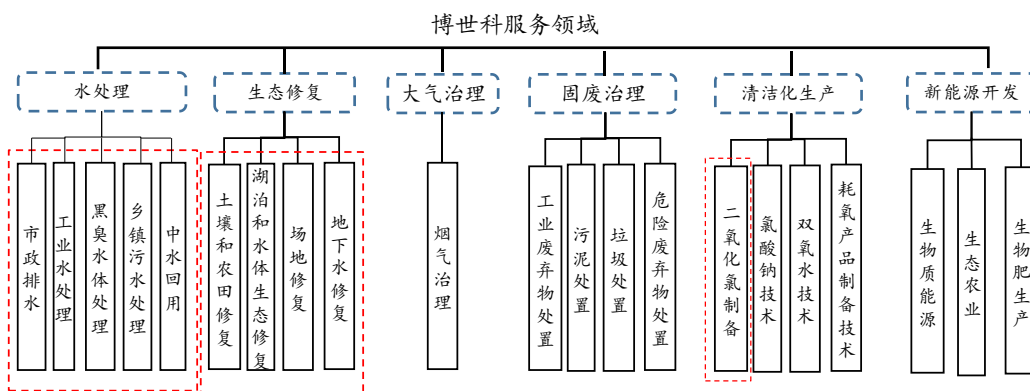 博世科服务领域
水处理
生态修复
大气治理
固废治理
清洁化生产
新能源开发
市政排水
工业水处理
黑臭水体处理
乡镇污水处理
中水回用
土壤和农田修复
湖泊和水体生态修复
场地修复
地下水修复
烟气治理
工业废弃物处置
污泥处置
垃圾处置
危险废弃物处置
二氧化氯制备
氯酸钠技术
双氧水技术
耗氧产品制备技术
生物质能源
生态农业
生物肥生产